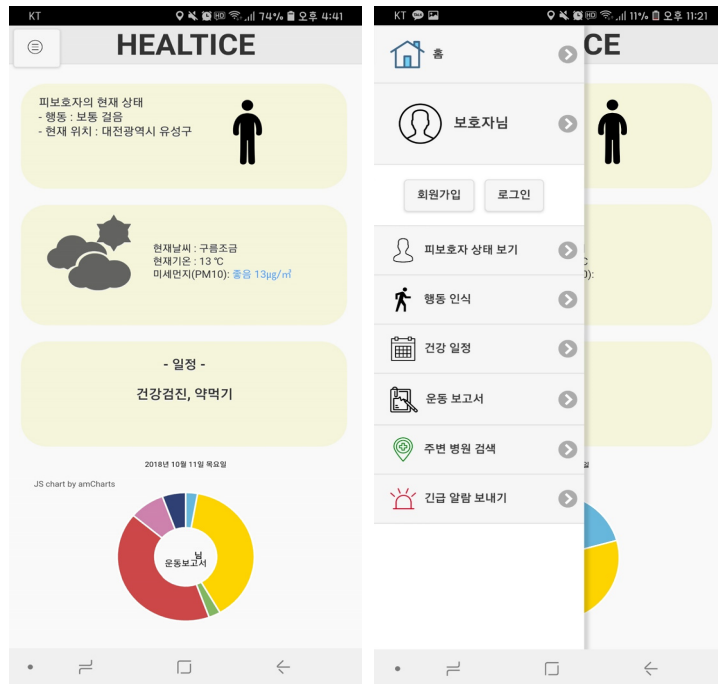 KT
HD
74% 오후 4:41
HEALTICE
피보호자의 현재 상태
- 행동 : 보통 걸음
- 현재 위치 : 대전광역시 유성구
현재날씨 : 구름조금
현재기온 : 13 ℃
미세먼지(PM10): 좋음 13㎍/㎥
- 일정 -
건강검진, 약먹기
2018년 10월 11일 목요일
JS chart by amCharts
님
운동보고서
KT
HD
11% 오후 11:21
CE
홈
보호자님
회원가입 로그인
피보호자 상태 보기
C
):
행동 인식
건강 일정
운동 보고서
주변 병원 검색
일
긴급 알람 보내기